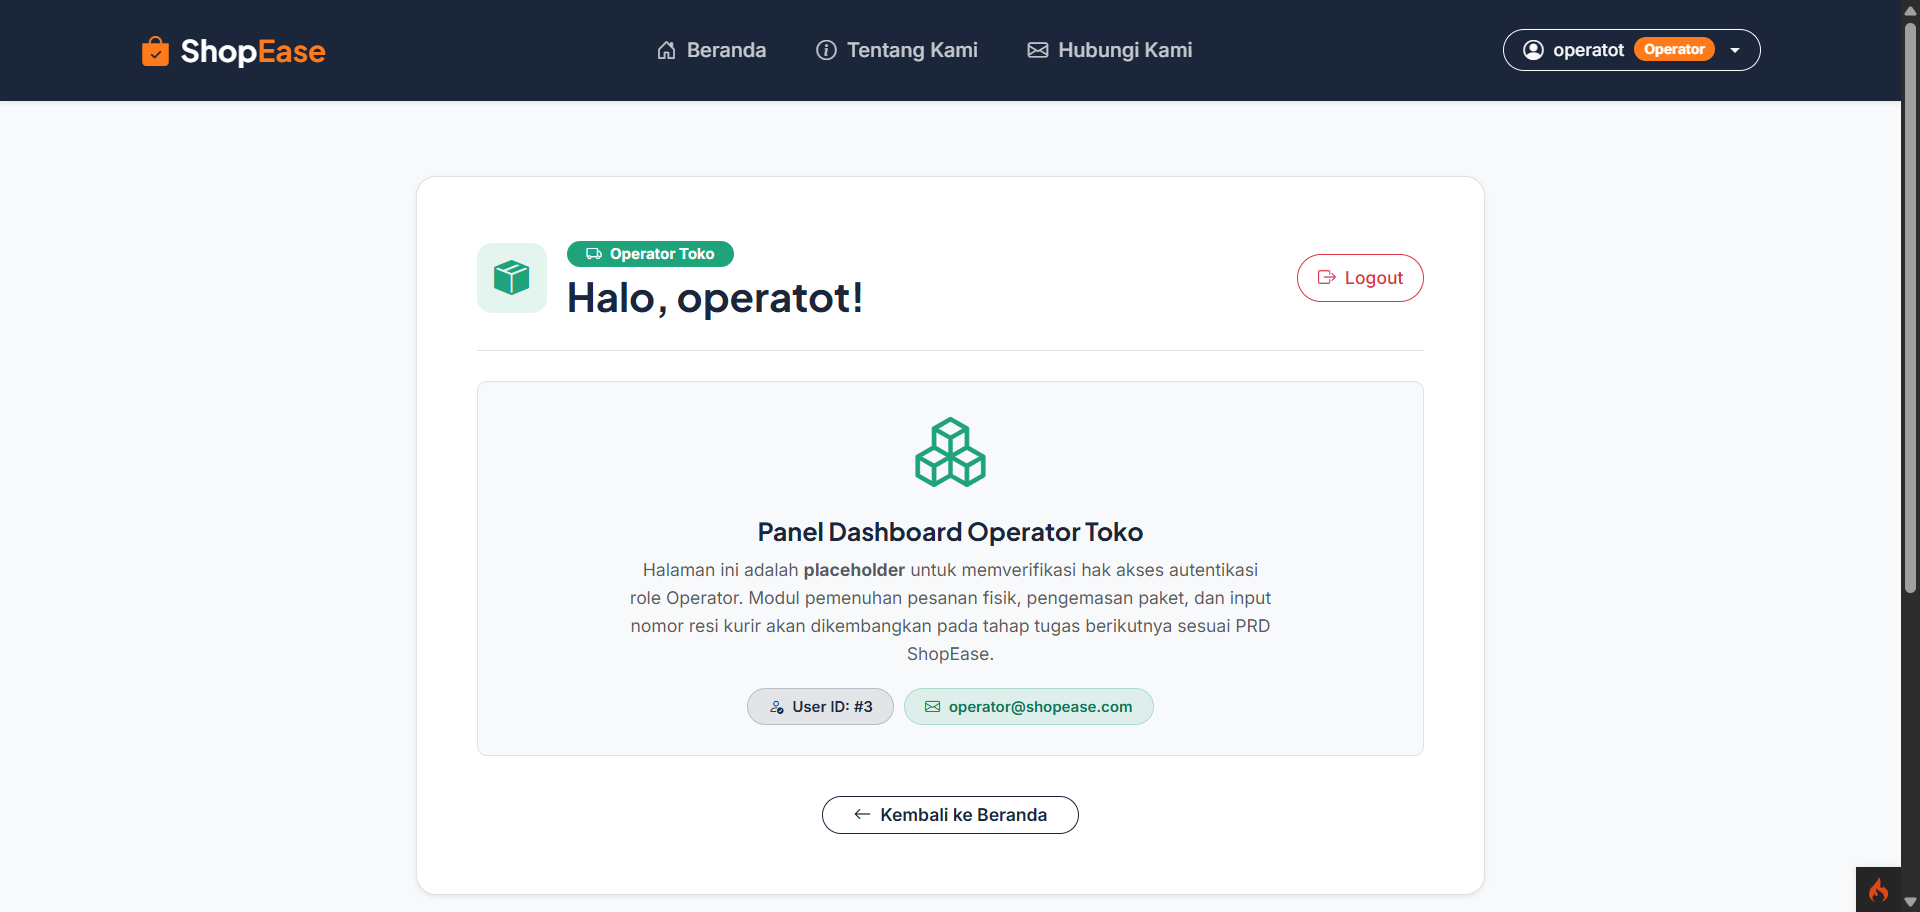 ShopEase
Beranda
Tentang Kami
Hubungi Kami
operatot Operator
Operator Toko
Halo, operatot!
Logout
Panel Dashboard Operator Toko
Halaman ini adalah placeholder untuk memverifikasi hak akses autentikasi
role Operator. Modul pemenuhan pesanan fisik, pengemasan paket, dan input
nomor resi kurir akan dikembangkan pada tahap tugas berikutnya sesuai PRD
ShopEase.
User ID: #3
operator@shopease.com
Kembali ke Beranda